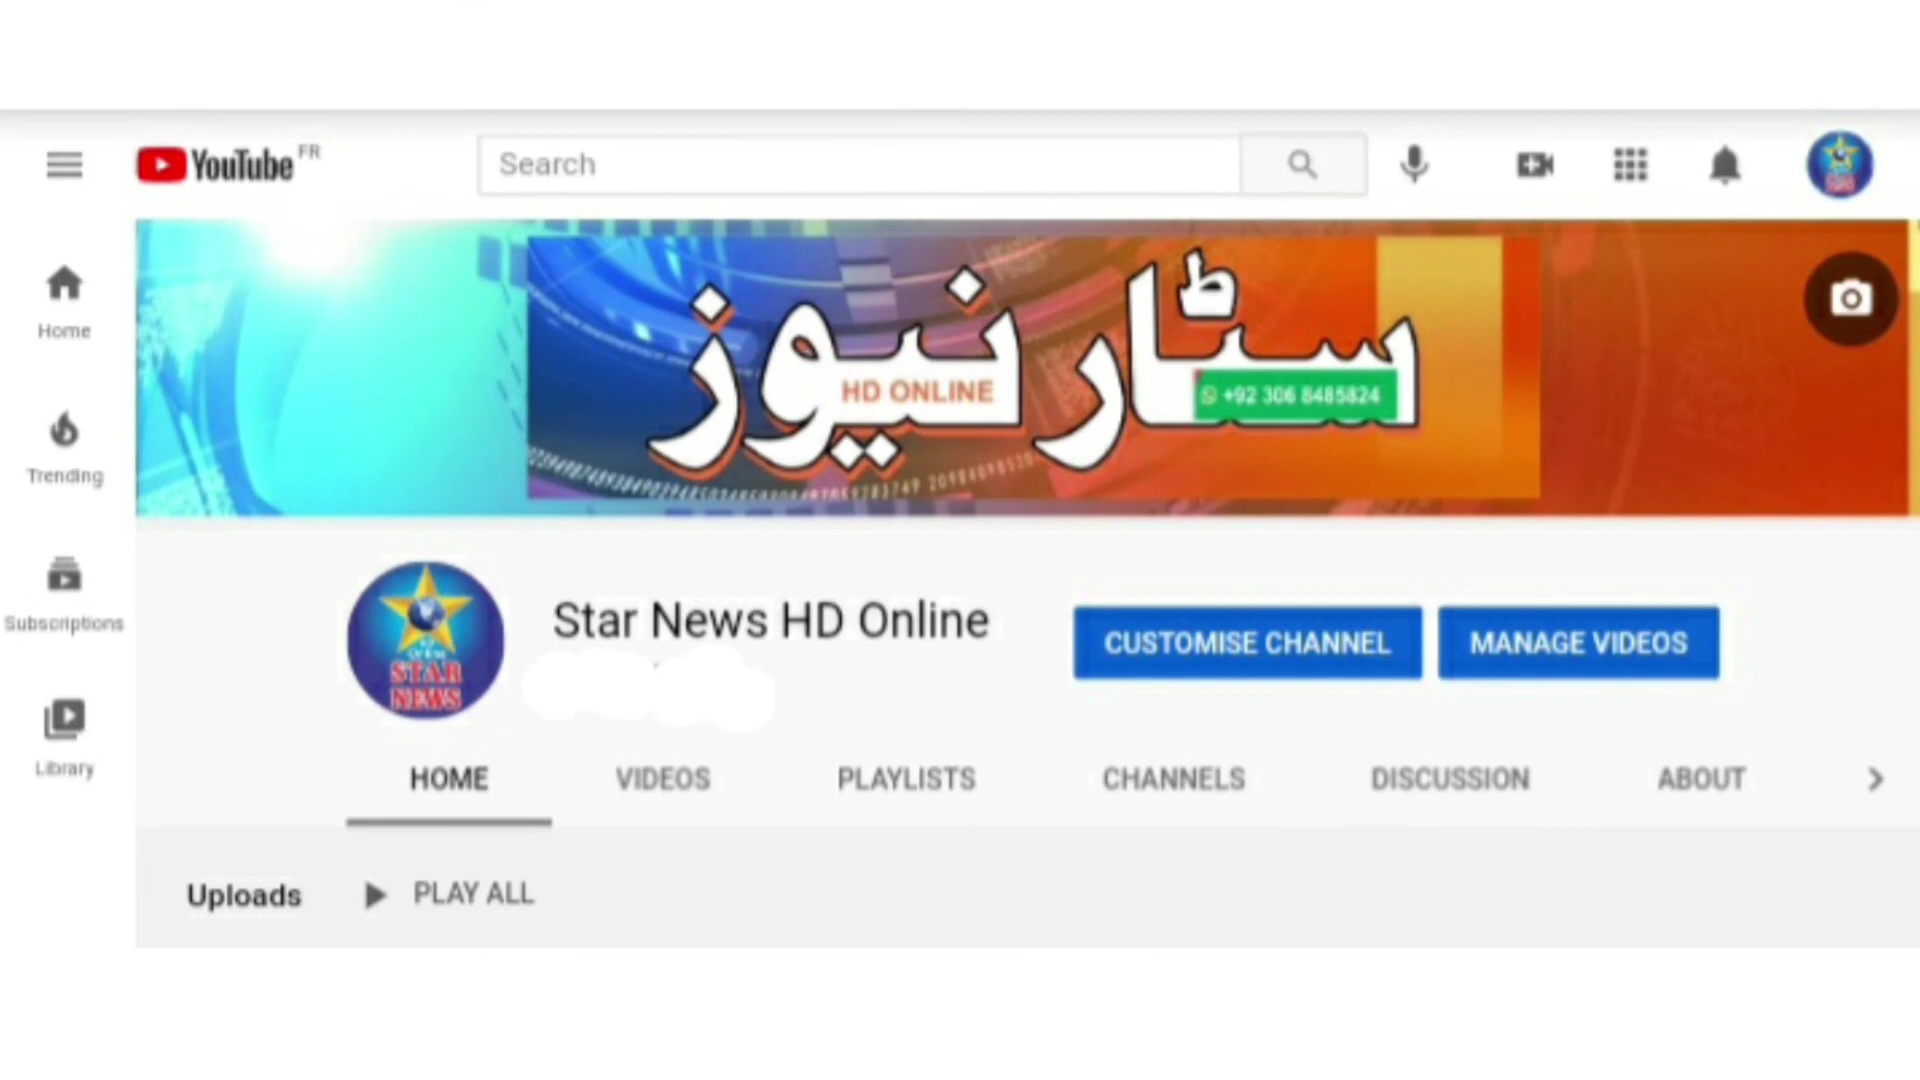 YouTube FR
Search
Home
Trending
Subscriptions
Library
سٹار نیوز
HD ONLINE
+92 306 8485824
Star News HD Online
STAR
NEWS
CUSTOMISE CHANNEL
MANAGE VIDEOS
HOME VIDEOS PLAYLISTS CHANNELS DISCUSSION ABOUT
Uploads PLAY ALL